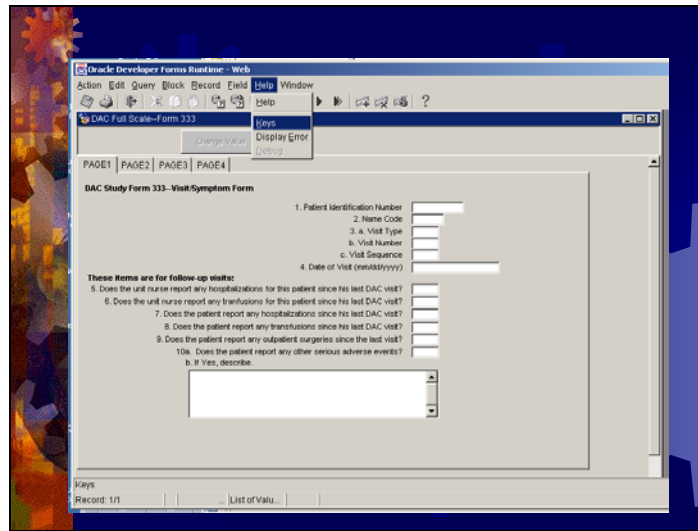 Oracle Developer Forms Runtime - Web
Action Edit Query Block Record Field Help Window
Help
Keys
Display Error
Debug
?
DAC Full Scale--Form 333
Change Value
PAGE1 PAGE2 PAGE3 PAGE4
DAC Study Form 333--Visit/Symptom Form
1. Patient Identification Number
2. Name Code
3. a. Visit Type
b. Visit Number
c. Visit Sequence
4. Date of Visit (mm/dd/yyyy)
These items are for follow-up visits:
5. Does the unit nurse report any hospitalizations for this patient since his last DAC visit?
6. Does the unit nurse report any tranfusions for this patient since his last DAC visit?
7. Does the patient report any hospitalizations since his last DAC visit?
8. Does the patient report any transfusions since his last DAC visit?
9. Does the patient report any outpatient surgeries since the last visit?
10a. Does the patient report any other serious adverse events?
b. If Yes, describe.
Keys
Record: 1/1 ... List of Valu...